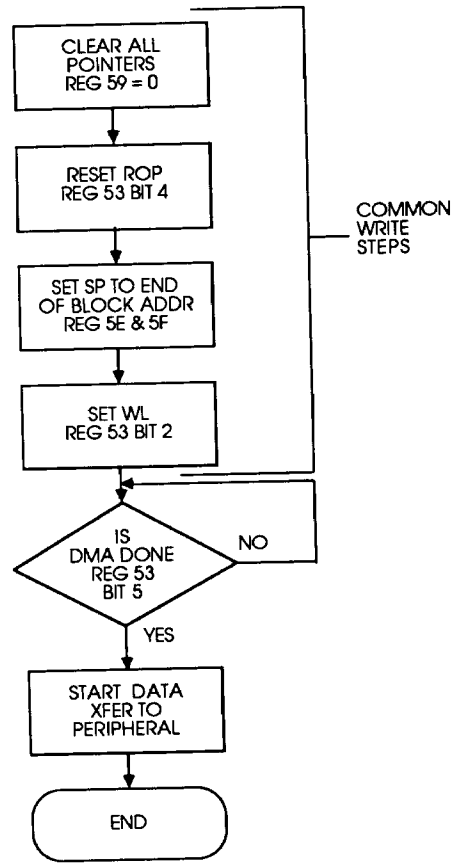 CLEAR ALL
POINTERS
REG 59 = 0
RESET ROP
REG 53 BIT 4
SET SP TO END
OF BLOCK ADDR
REG 5E & 5F
SET WL
REG 53 BIT 2
COMMON
WRITE
STEPS
IS
DMA DONE
REG 53
BIT 5
NO
YES
START DATA
XFER TO
PERIPHERAL
END